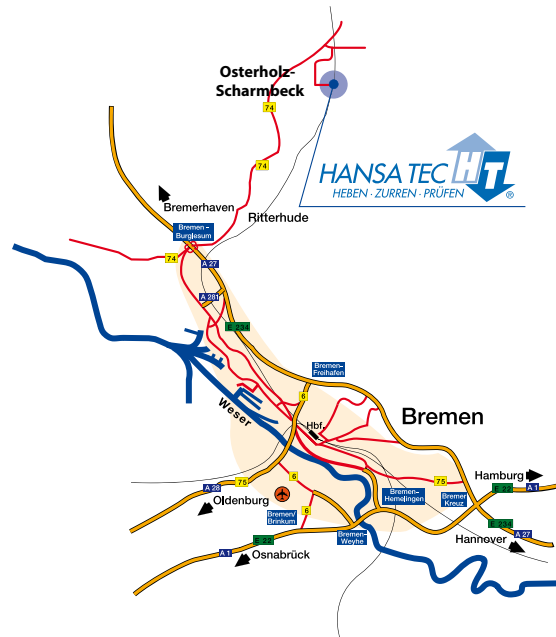 Osterholz-
Scharmbeck
74
74
HANSA TEC HT
HEBEN · ZURREN · PRÜFEN
®
Bremerhaven
Ritterhude
Bremen –
Burglesum
74
A 27
A 281
E 234
Bremen-
Freihafen
6
Weser
Bremen
Hbf.
75
75
Hamburg
A 28
E 22
A 1
6
Oldenburg
Bremen-
Hemelingen
Bremer
Kreuz
Bremen/
Brinkum
6
E 234
A 27
E 22
Bremen-
Weyhe
Hannover
A 1
Osnabrück